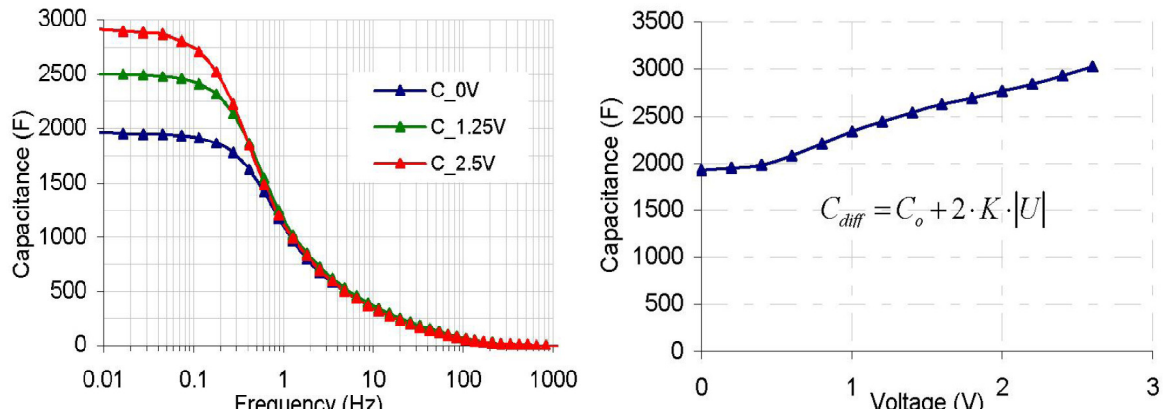 Capacitance (F)
3000
2500
2000
1500
1000
500
0
0.01 0.1 1 10 100 1000
Frequency (Hz)
C_0V
C_1.25V
C_2.5V
Capacitance (F)
3500
3000
2500
2000
1500
1000
500
0
0 1 2 3
Voltage (V)
C_diff = C_o + 2 · K · |U|